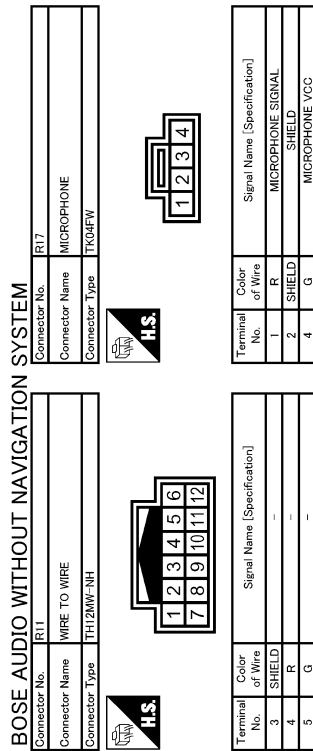 BOSE AUDIO WITHOUT NAVIGATION SYSTEM
Connector No. R11
Connector Name WIRE TO WIRE
Connector Type TH12MW-NH
H.S.
1 2 3 4 5 6
7 8 9 10 11 12
Terminal No. Color of Wire Signal Name [Specification]
3 SHIELD -
4 R -
5 G -
Connector No. R17
Connector Name MICROPHONE
Connector Type TK04FW
H.S.
1 2 3 4
Terminal No. Color of Wire Signal Name [Specification]
1 R MICROPHONE SIGNAL
2 SHIELD SHIELD
4 G MICROPHONE VCC